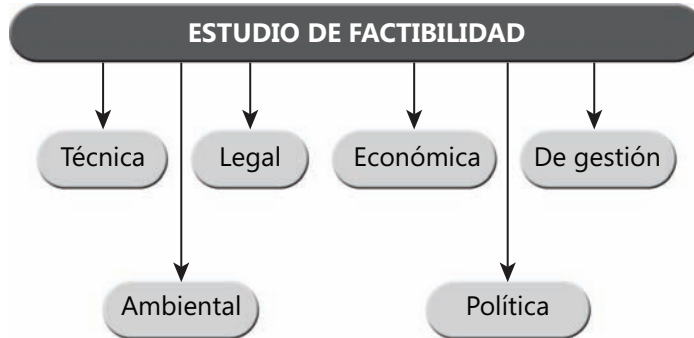 ESTUDIO DE FACTIBILIDAD
Técnica
Legal
Económica
De gestión
Ambiental
Política